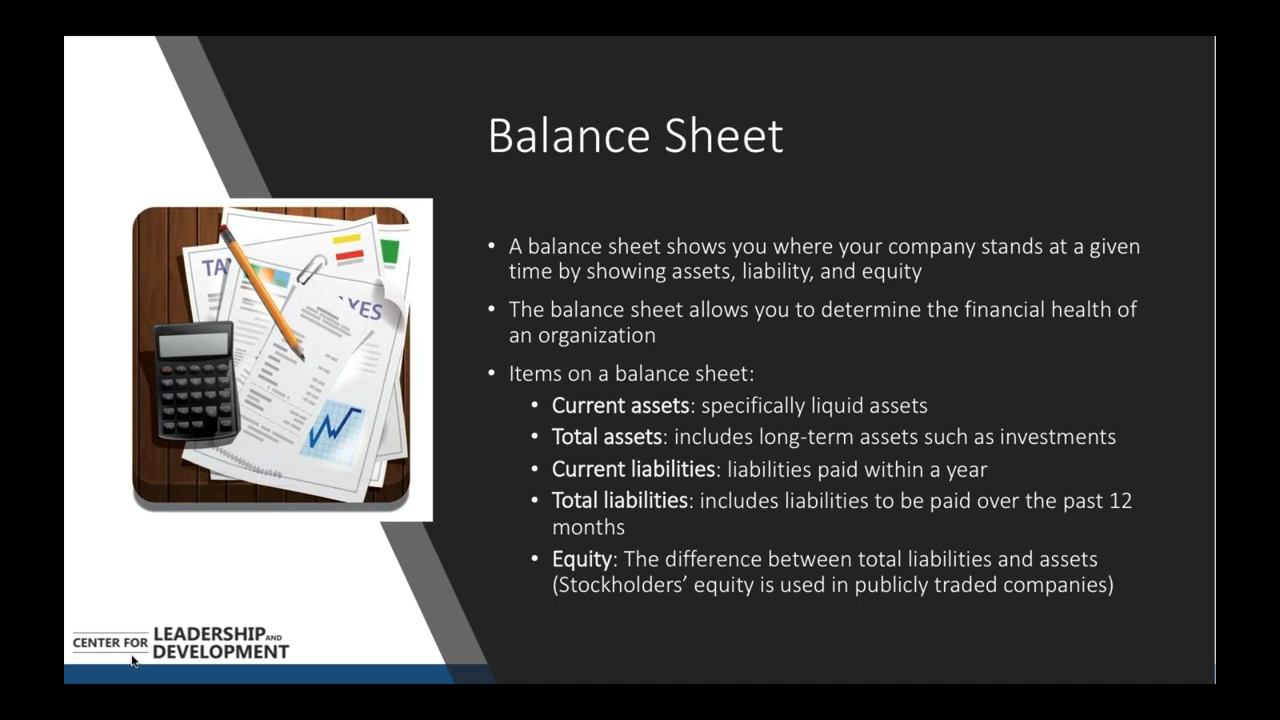 Balance Sheet
• A balance sheet shows you where your company stands at a given
time by showing assets, liability, and equity
• The balance sheet allows you to determine the financial health of
an organization
• Items on a balance sheet:
• Current assets: specifically liquid assets
• Total assets: includes long-term assets such as investments
• Current liabilities: liabilities paid within a year
• Total liabilities: includes liabilities to be paid over the past 12
months
• Equity: The difference between total liabilities and assets
(Stockholders’ equity is used in publicly traded companies)
TA
XES
CENTER FOR LEADERSHIP AND
DEVELOPMENT